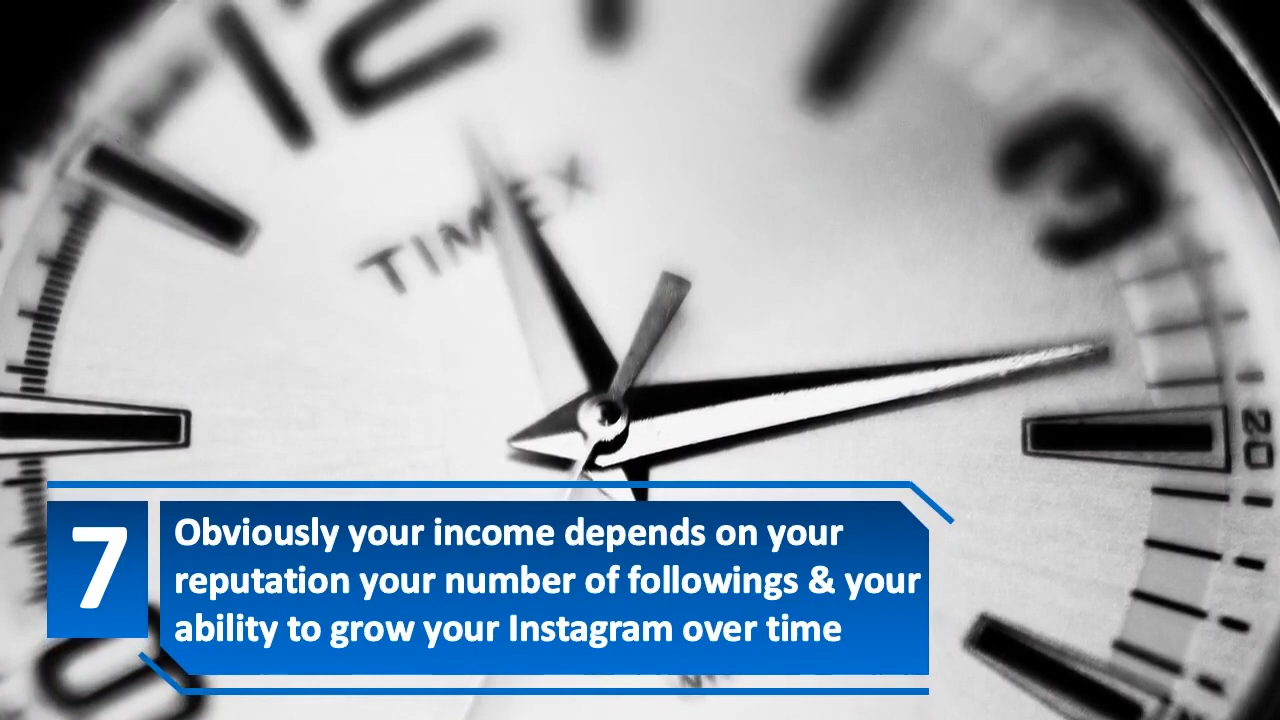 12
3
TIMEX
20
9
7
Obviously your income depends on your
reputation your number of followings & your
ability to grow your Instagram over time